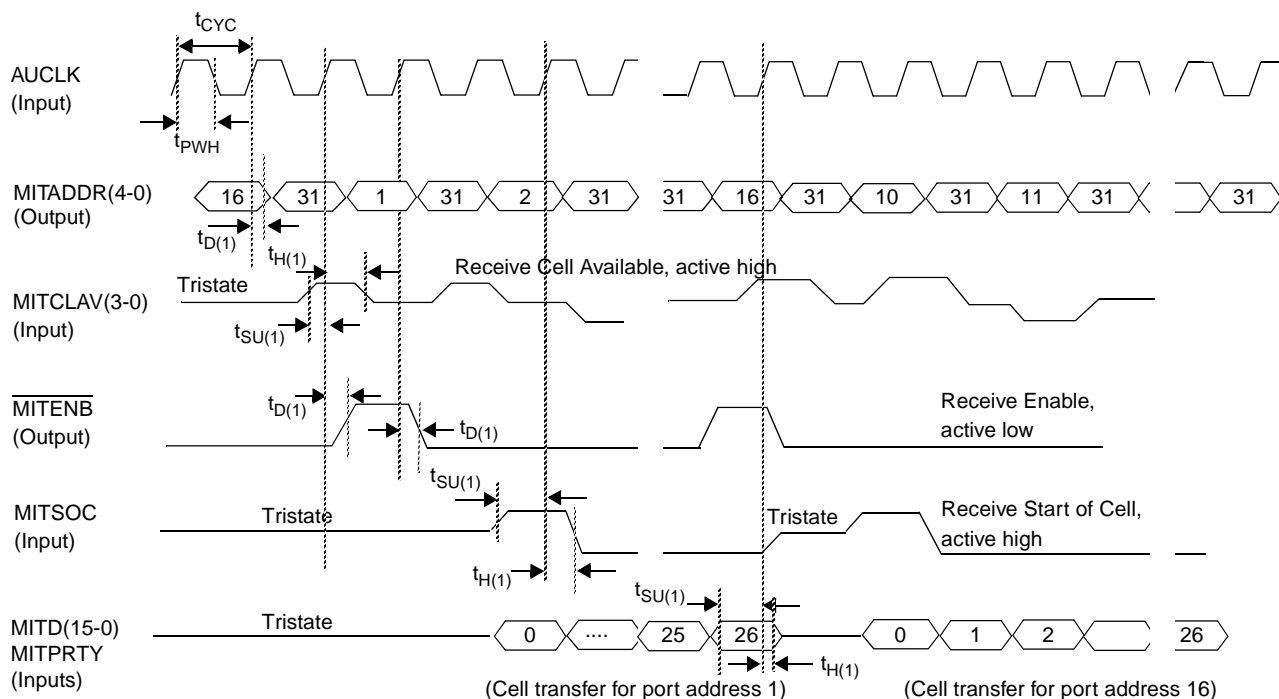 tCYC
AUCLK
(Input)
tPWH
MITADDR(4-0)
(Output)
16 31 1 31 2 31 31 16 31 10 31 11 31 31
tD(1)
tH(1)
Receive Cell Available, active high
Tristate
MITCLAV(3-0)
(Input)
tSU(1)
MITENB
(Output)
tD(1)
tD(1)
Receive Enable,
active low
tSU(1)
MITSOC
(Input)
Tristate
Tristate
Receive Start of Cell,
active high
tH(1)
tSU(1)
MITD(15-0)
MITPRTY
(Inputs)
Tristate
0 .... 25 26 0 1 2 26
tH(1)
(Cell transfer for port address 1) (Cell transfer for port address 16)